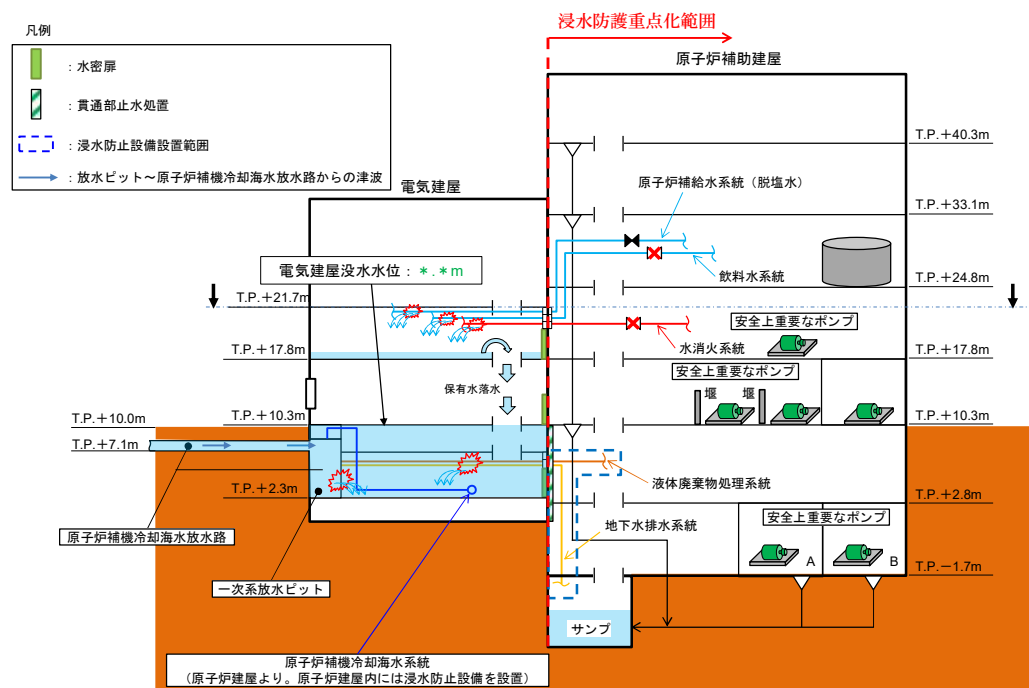 浸水防護重点化範囲
凡例
：水密扉
：貫通部止水処置
：浸水防止設備設置範囲
：放水ピット～原子炉補機冷却海水放水路からの津波
原子炉補助建屋
電気建屋
T.P.＋40.3m
原子炉補給水系統（脱塩水）
T.P.＋33.1m
飲料水系統
電気建屋没水水位：*.*m
T.P.＋24.8m
T.P.＋21.7m
安全上重要なポンプ
水消火系統
T.P.＋17.8m
T.P.＋17.8m
安全上重要なポンプ
保有水落水
堰
堰
T.P.＋10.0m
T.P.＋10.3m
T.P.＋10.3m
T.P.＋7.1m
液体廃棄物処理系統
T.P.＋2.3m
T.P.＋2.8m
安全上重要なポンプ
地下水排水系統
原子炉補機冷却海水放水路
A
B
T.P.－1.7m
一次系放水ピット
サンプ
原子炉補機冷却海水系統
（原子炉建屋より。原子炉建屋内には浸水防止設備を設置）